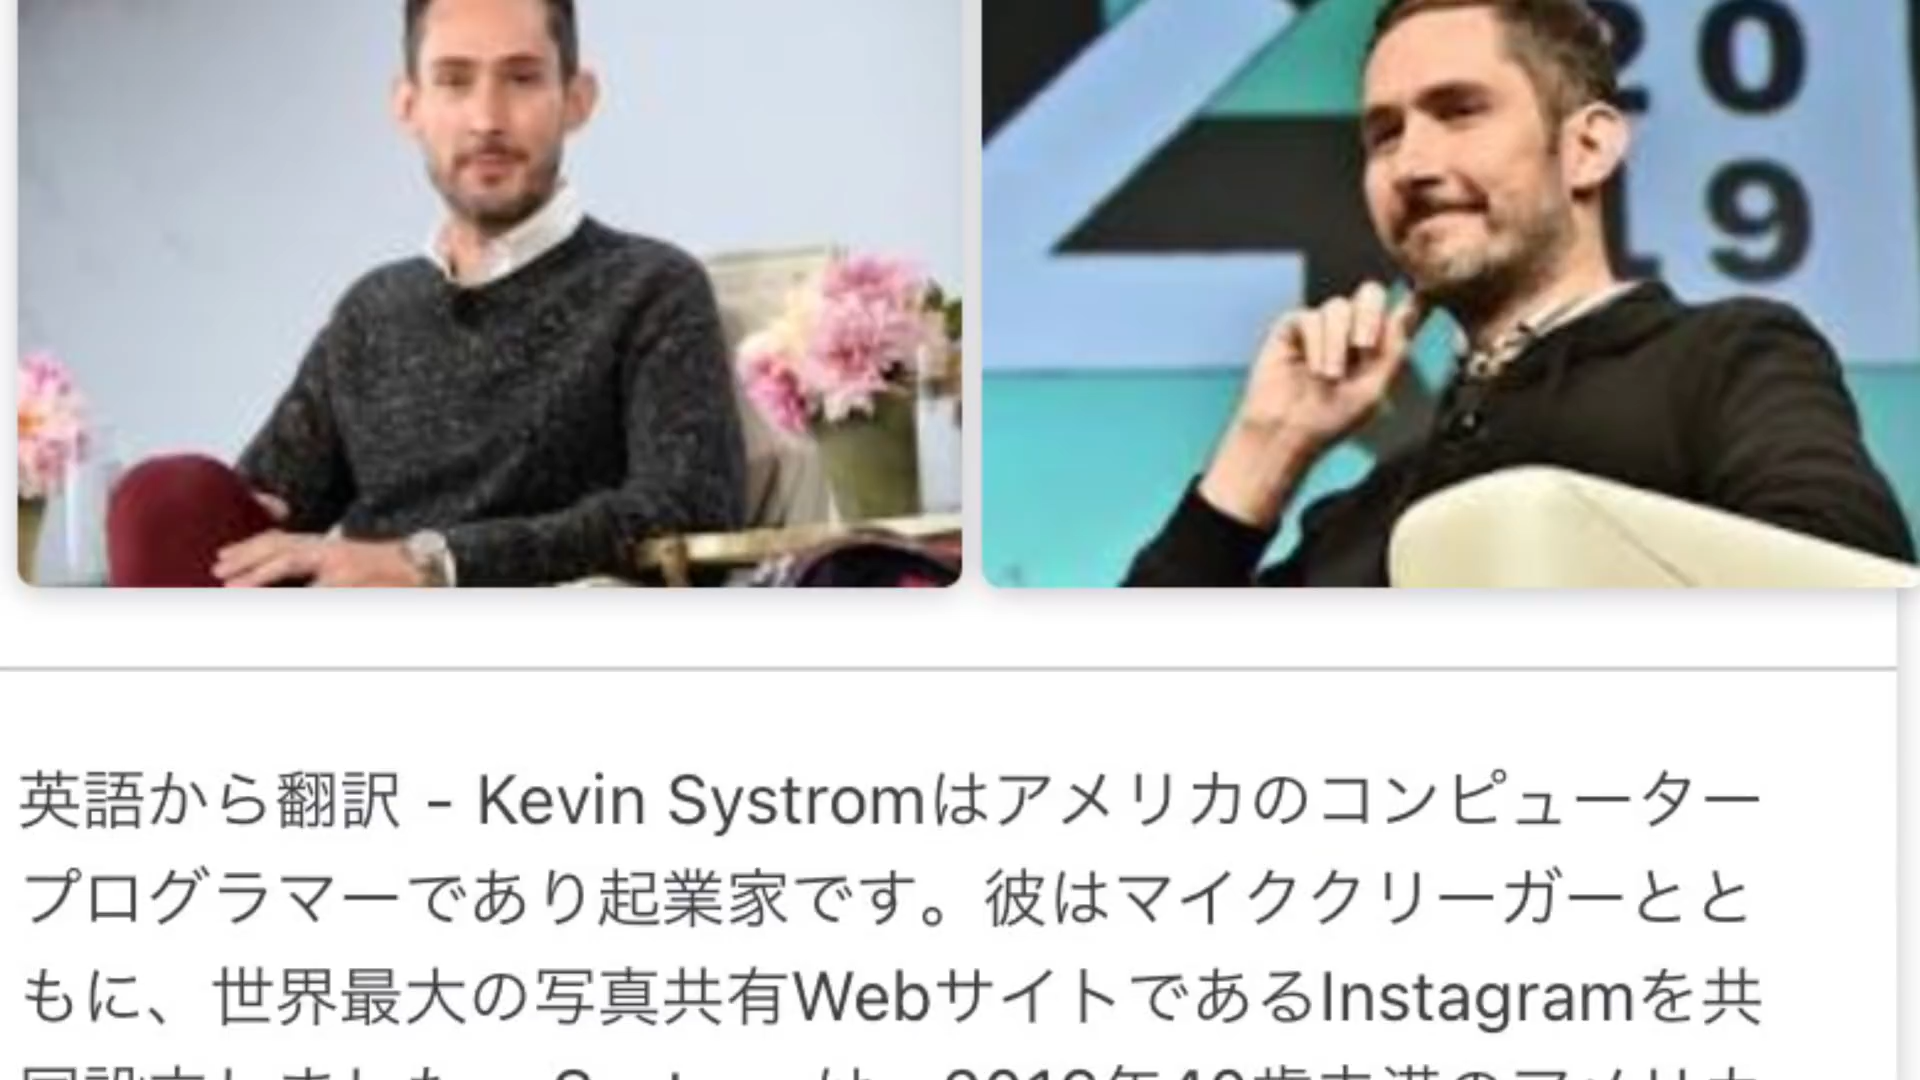 20
19
英語から翻訳 - Kevin Systromはアメリカのコンピューター
プログラマーであり起業家です。彼はマイククリーガーとと
もに、世界最大の写真共有WebサイトであるInstagramを共